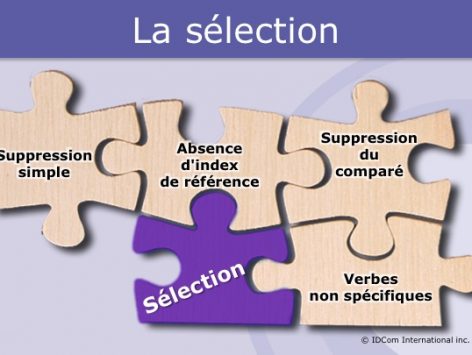 La sélection
Suppression
simple
Absence
d'index
de référence
Suppression
du
comparé
Sélection
Verbes
non spécifiques
© IDCom International inc.